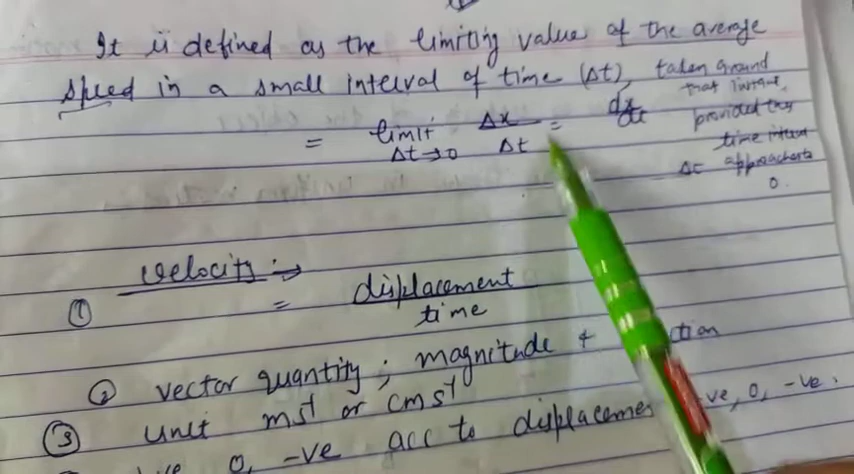 It is defined as the limiting value of the average
speed in a small interval of time (Δt), taken around
that instant,
= limit Δx/Δt = dx/dt provided the
Δt→0
time interval
Δt approaches to
0.
Velocity :→
① = displacement
time
② vector quantity ; magnitude +
③ unit ms⁻¹ or cms⁻¹
0, -ve acc to displacement ve, 0, -ve.